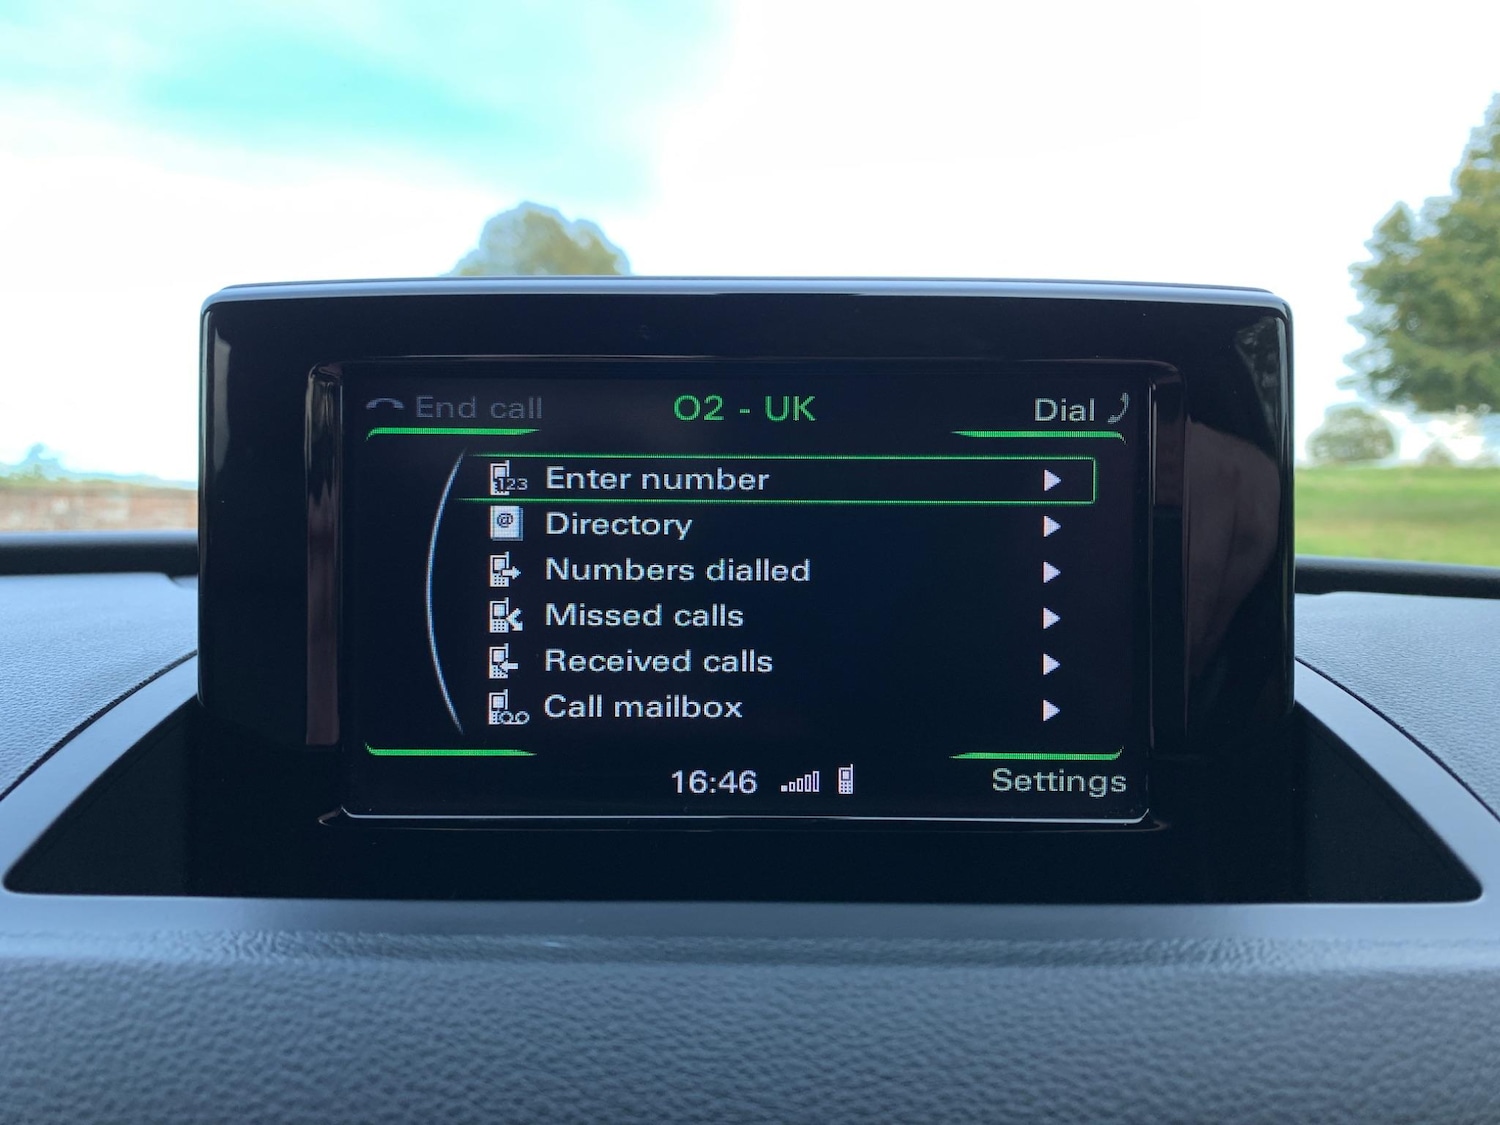 End call O2 - UK Dial
123 Enter number
@ Directory
Numbers dialled
Missed calls
Received calls
Call mailbox
16:46 Settings